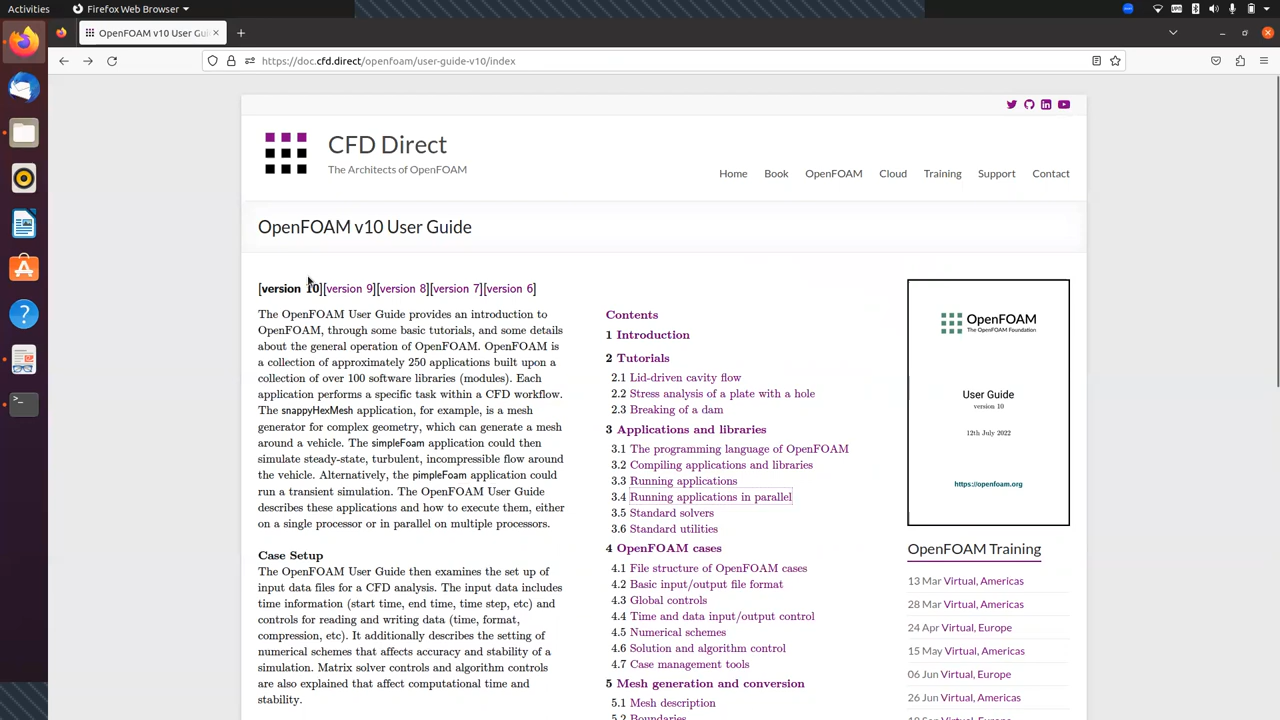 Activities
Firefox Web Browser
OpenFOAM v10 User Gui
https://doc.cfd.direct/openfoam/user-guide-v10/index
CFD Direct
The Architects of OpenFOAM
Home Book OpenFOAM Cloud Training Support Contact
OpenFOAM v10 User Guide
[version 10][version 9][version 8][version 7][version 6]
The OpenFOAM User Guide provides an introduction to
OpenFOAM, through some basic tutorials, and some details
about the general operation of OpenFOAM. OpenFOAM is
a collection of approximately 250 applications built upon a
collection of over 100 software libraries (modules). Each
application performs a specific task within a CFD workflow.
The snappyHexMesh application, for example, is a mesh
generator for complex geometry, which can generate a mesh
around a vehicle. The simpleFoam application could then
simulate steady-state, turbulent, incompressible flow around
the vehicle. Alternatively, the pimpleFoam application could
run a transient simulation. The OpenFOAM User Guide
describes these applications and how to execute them, either
on a single processor or in parallel on multiple processors.
Case Setup
The OpenFOAM User Guide then examines the set up of
input data files for a CFD analysis. The input data includes
time information (start time, end time, time step, etc) and
controls for reading and writing data (time, format,
compression, etc). It additionally describes the setting of
numerical schemes that affects accuracy and stability of a
simulation. Matrix solver controls and algorithm controls
are also explained that affect computational time and
stability.
Contents
1 Introduction
2 Tutorials
2.1 Lid-driven cavity flow
2.2 Stress analysis of a plate with a hole
2.3 Breaking of a dam
3 Applications and libraries
3.1 The programming language of OpenFOAM
3.2 Compiling applications and libraries
3.3 Running applications
3.4 Running applications in parallel
3.5 Standard solvers
3.6 Standard utilities
4 OpenFOAM cases
4.1 File structure of OpenFOAM cases
4.2 Basic input/output file format
4.3 Global controls
4.4 Time and data input/output control
4.5 Numerical schemes
4.6 Solution and algorithm control
4.7 Case management tools
5 Mesh generation and conversion
5.1 Mesh description
5.2 Boundaries
OpenFOAM
The OpenFOAM Foundation
User Guide
version 10
12th July 2022
https://openfoam.org
OpenFOAM Training
13 Mar Virtual, Americas
28 Mar Virtual, Americas
24 Apr Virtual, Europe
15 May Virtual, Americas
06 Jun Virtual, Europe
26 Jun Virtual, Americas